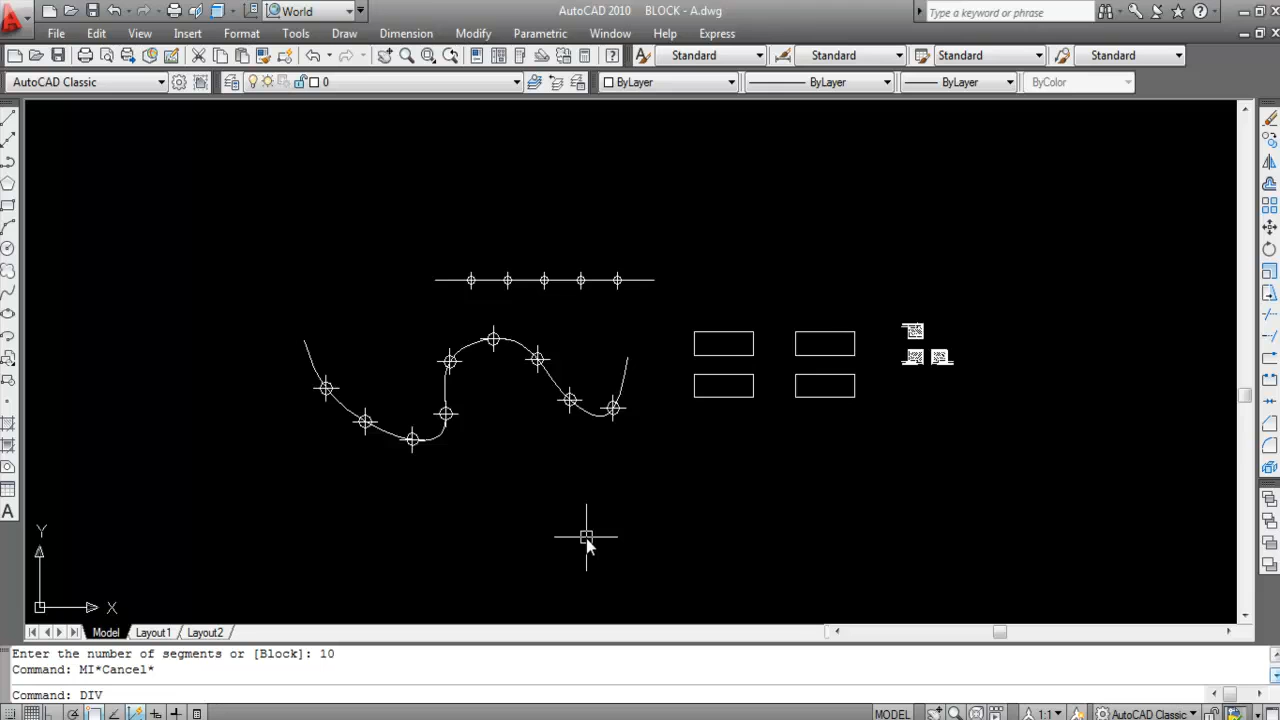 World
AutoCAD 2010 BLOCK - A.dwg
Type a keyword or phrase
File Edit View Insert Format Tools Draw Dimension Modify Parametric Window Help Express
Standard Standard Standard Standard
AutoCAD Classic 0 ByLayer ByLayer ByLayer ByColor
Y
X
Model Layout1 Layout2
Enter the number of segments or [Block]: 10
Command: MI*Cancel*
Command: DIV
MODEL 1:1 AutoCAD Classic